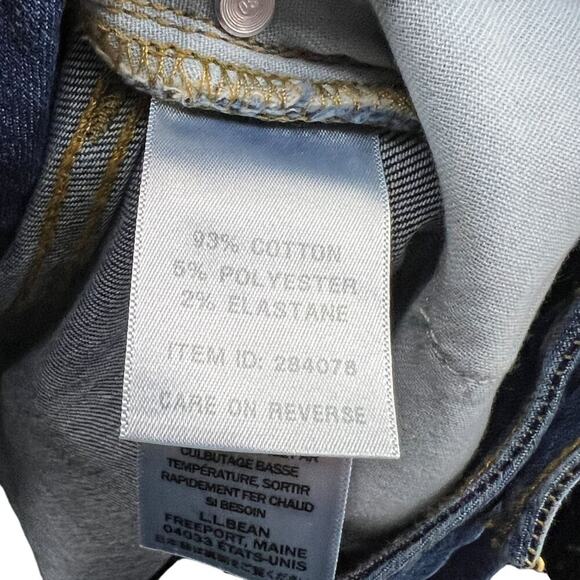 93% COTTON
5% POLYESTER
2% ELASTANE
ITEM ID: 284078
CARE ON REVERSE
CULBUTAGE BASSE
TEMPÉRATURE, SORTIR
RAPIDEMENT FER CHAUD
SI BESOIN
L.L.BEAN
FREEPORT, MAINE
04033 ÉTATS-UNIS